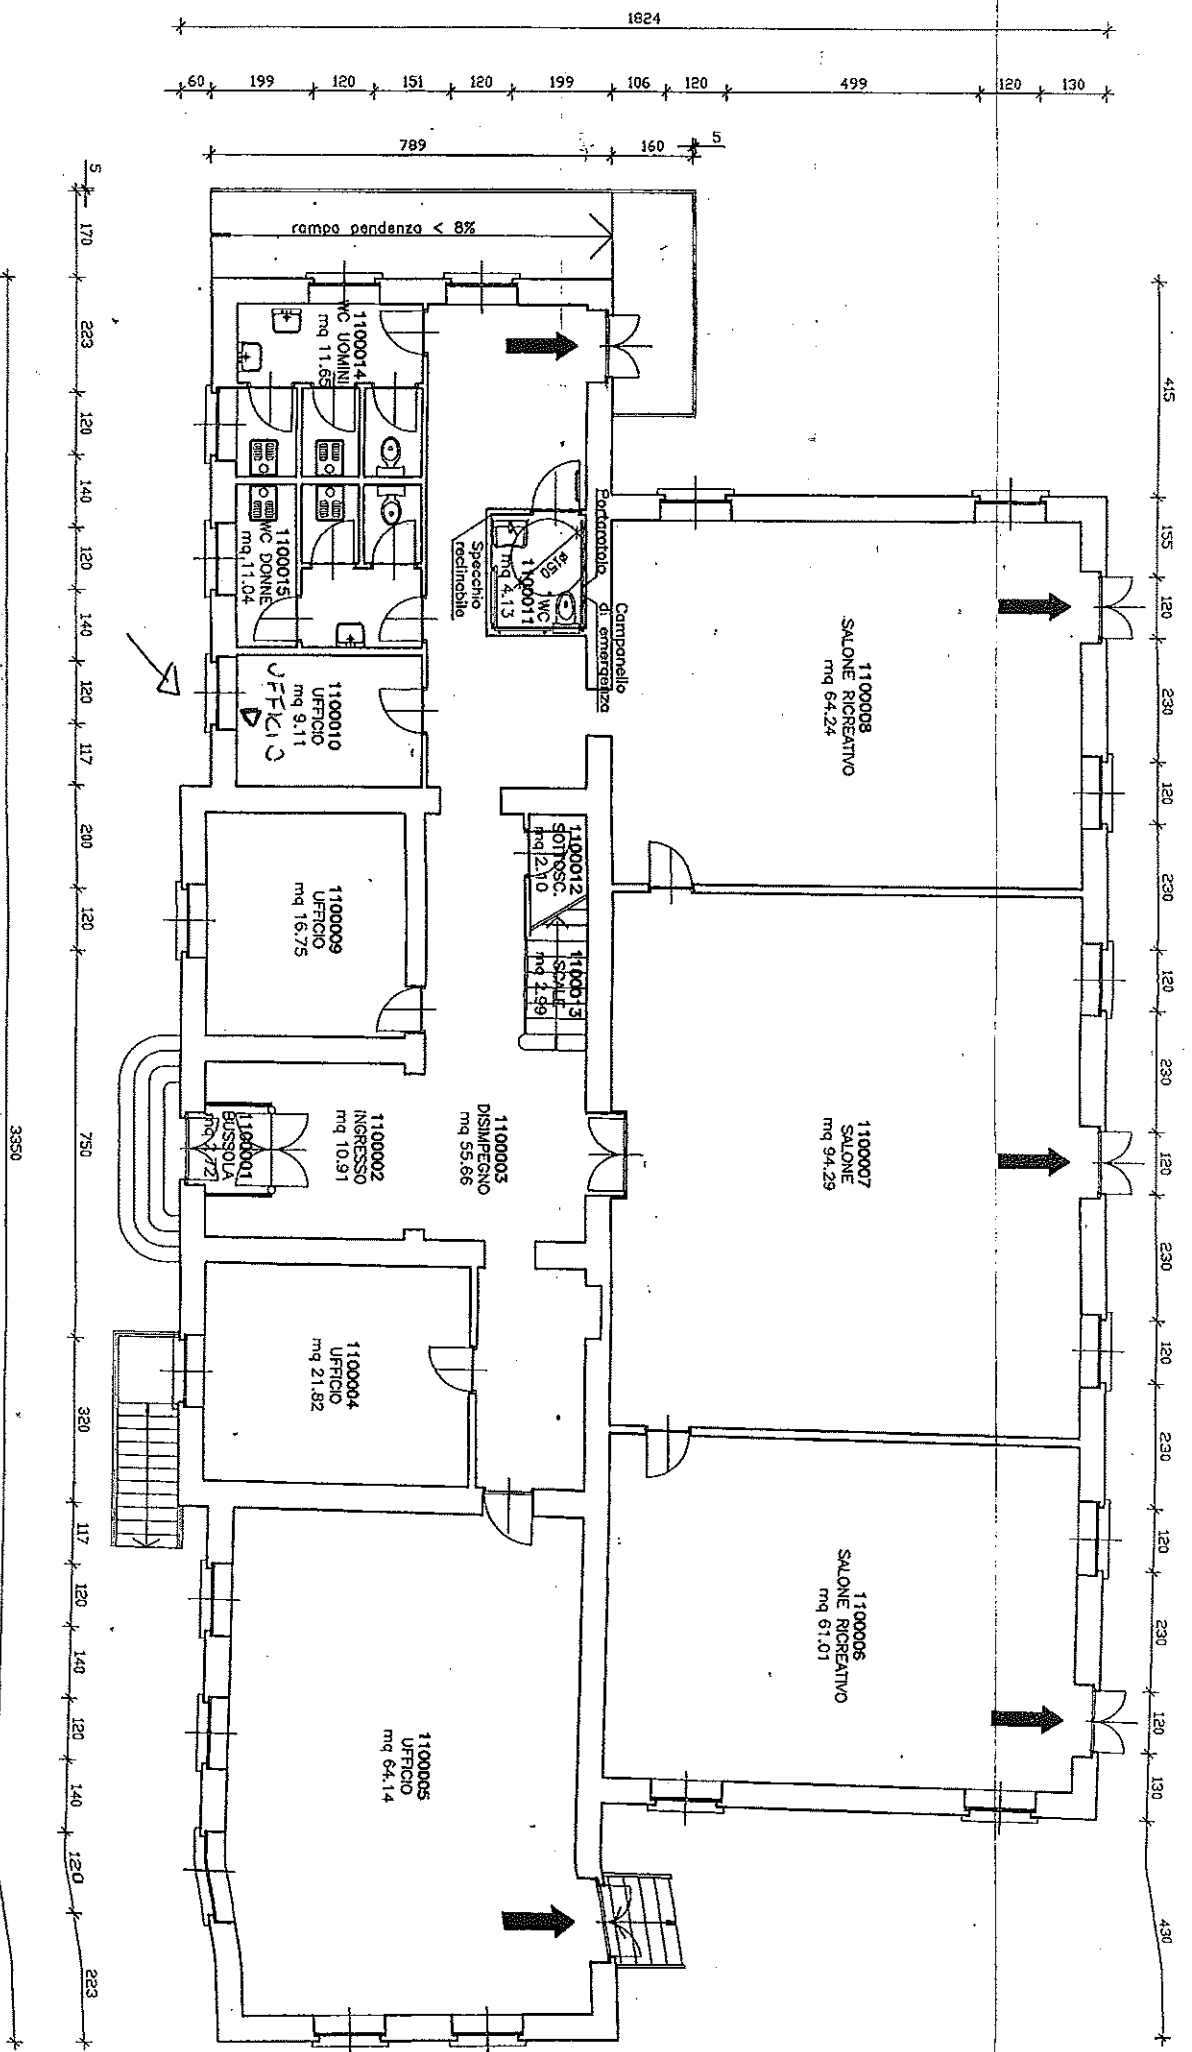 1824
60 199 120 151 120 199 106 120 499 120 130
789 160 5
5 170 223 120 140 120 140 120 117 200 120 750 320 117 120 140 120 140 120 223
3350
415 155 120 230 120 230 120 230 120 230 120 230 120 230 120 130 430
rampa pendenza < 8%
1100014
WC UOMINI
mq 11.65
1100015
WC DONNE
mq 11.04
1100011
WC
mq 4.13
ø150
Specchio
reclinabile
Portarotolo
Campanello
di emergenza
1100010
UFFICIO
mq 9.11
UFFICIO
1100009
UFFICIO
mq 16.75
1100012
SOTTOSC.
mq 2.10
1100013
SCALE
mq 2.99
1100001
BUSSOLA
1100002
INGRESSO
mq 10.91
1100003
DISIMPEGNO
mq 55.66
1100004
UFFICIO
mq 21.82
1100005
UFFICIO
mq 64.14
1100008
SALONE RICREATIVO
mq 64.24
1100007
SALONE
mq 94.29
1100006
SALONE RICREATIVO
mq 61.01